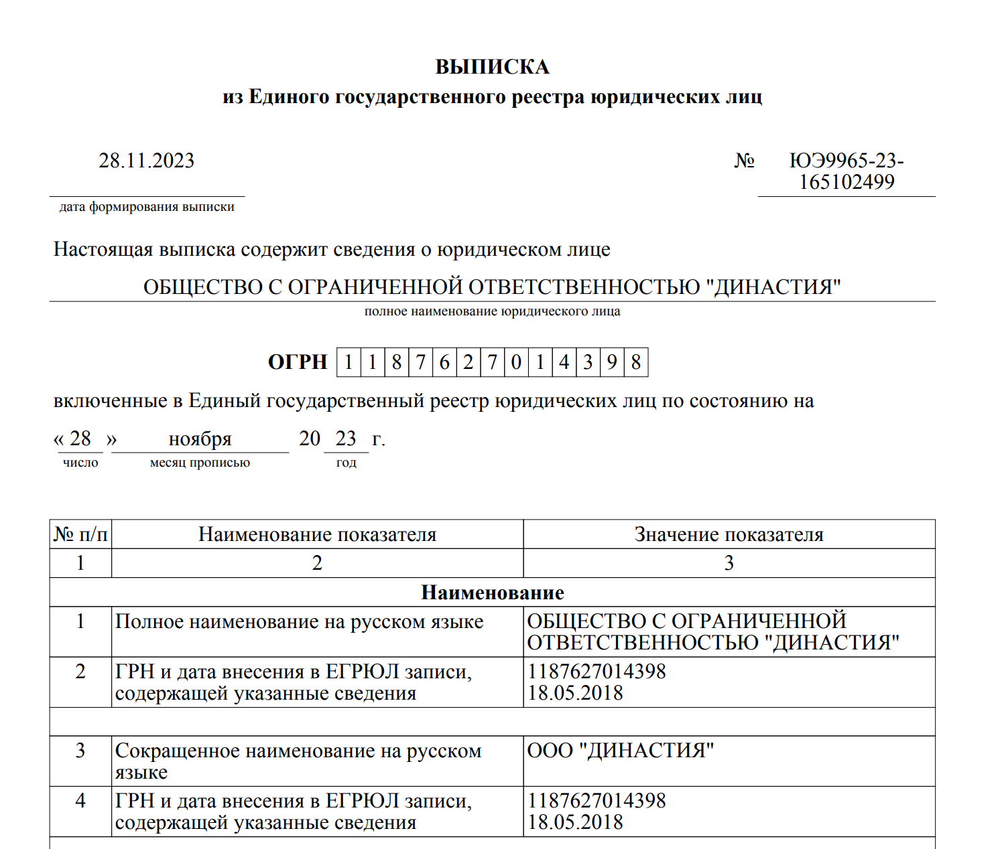 ВЫПИСКА
из Единого государственного реестра юридических лиц
28.11.2023
№ ЮЭ9965-23-
165102499
дата формирования выписки
Настоящая выписка содержит сведения о юридическом лице
ОБЩЕСТВО С ОГРАНИЧЕННОЙ ОТВЕТСТВЕННОСТЬЮ "ДИНАСТИЯ"
полное наименование юридического лица
ОГРН 1 1 8 7 6 2 7 0 1 4 3 9 8
включенные в Единый государственный реестр юридических лиц по состоянию на
« 28 » ноября 20 23 г.
число месяц прописью год
№ п/п Наименование показателя Значение показателя
1 2 3
Наименование
1 Полное наименование на русском языке ОБЩЕСТВО С ОГРАНИЧЕННОЙ
ОТВЕТСТВЕННОСТЬЮ "ДИНАСТИЯ"
2 ГРН и дата внесения в ЕГРЮЛ записи, 1187627014398
содержащей указанные сведения 18.05.2018
3 Сокращенное наименование на русском ООО "ДИНАСТИЯ"
языке
4 ГРН и дата внесения в ЕГРЮЛ записи, 1187627014398
содержащей указанные сведения 18.05.2018